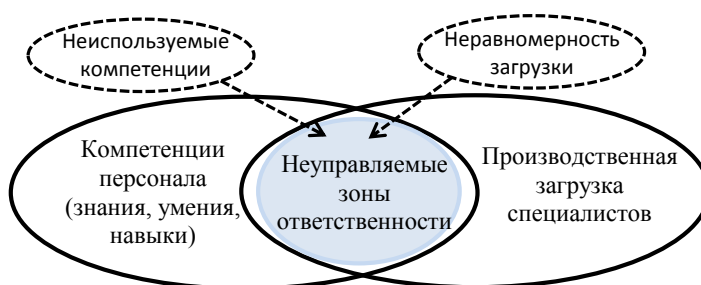 Неиспользуемые
компетенции
Неравномерность
загрузки
Компетенции
персонала
(знания, умения,
навыки)
Неуправляемые
зоны
ответственности
Производственная
загрузка
специалистов